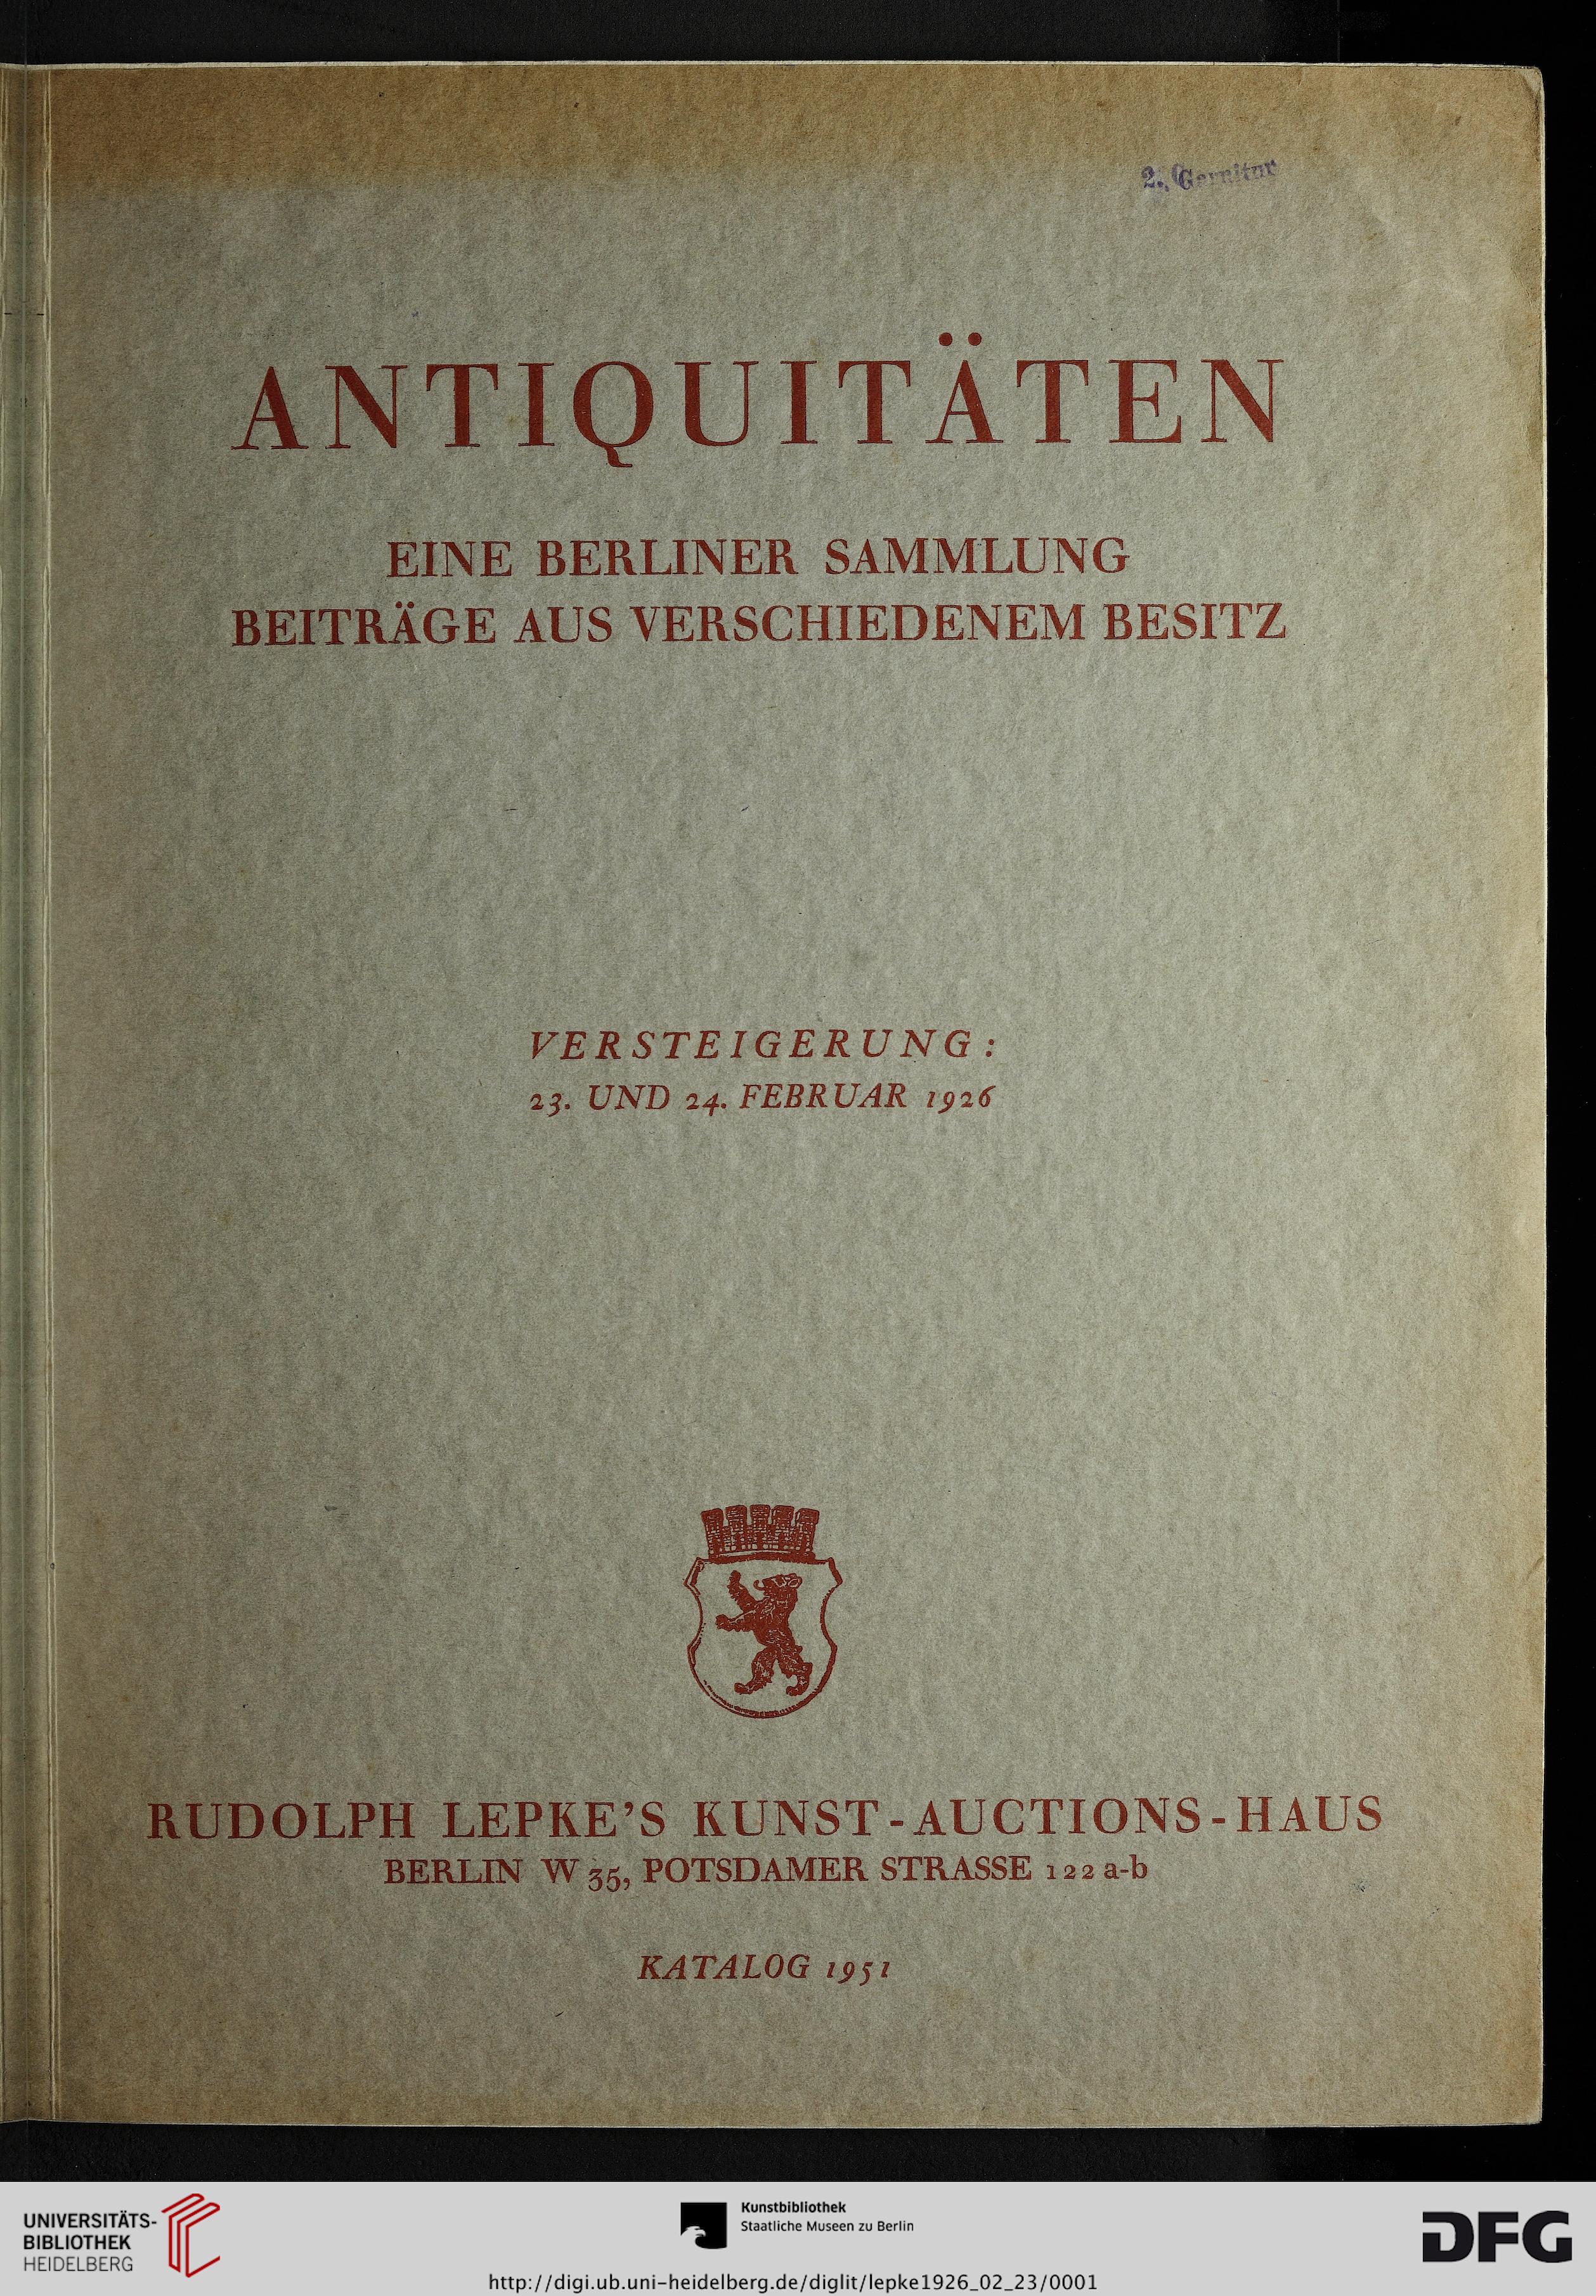 2. Garnitur
ANTIQUITÄTEN
EINE BERLINER SAMMLUNG
BEITRÄGE AUS VERSCHIEDENEM BESITZ
VERSTEIGERUNG:
23. UND 24. FEBRUAR 1926
RUDOLPH LEPKE'S KUNST-AUCTIONS-HAUS
BERLIN W 35, POTSDAMER STRASSE 122 a-b
KATALOG 1951
UNIVERSITÄTS-
BIBLIOTHEK
HEIDELBERG
Kunstbibliothek
Staatliche Museen zu Berlin
http://digi.ub.uni-heidelberg.de/diglit/lepke1926_02_23/0001
DFG